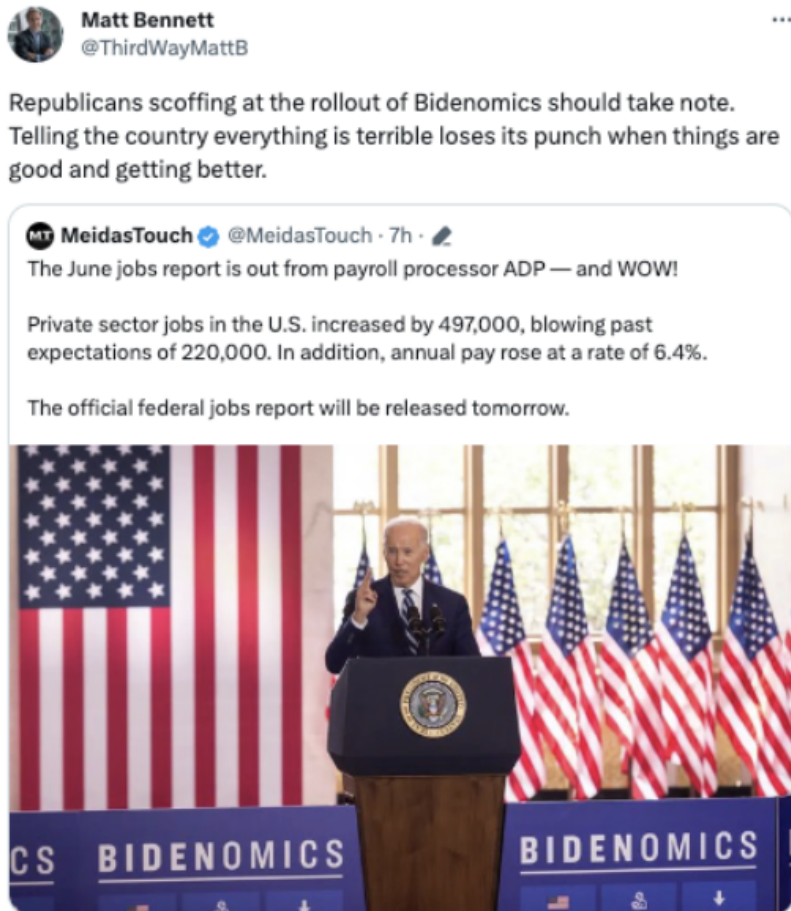 Matt Bennett
@ThirdWayMattB
Republicans scoffing at the rollout of Bidenomics should take note.
Telling the country everything is terrible loses its punch when things are
good and getting better.
MT MeidasTouch @MeidasTouch · 7h ·
The June jobs report is out from payroll processor ADP — and WOW!
Private sector jobs in the U.S. increased by 497,000, blowing past
expectations of 220,000. In addition, annual pay rose at a rate of 6.4%.
The official federal jobs report will be released tomorrow.
CS BIDENOMICS BIDENOMICS